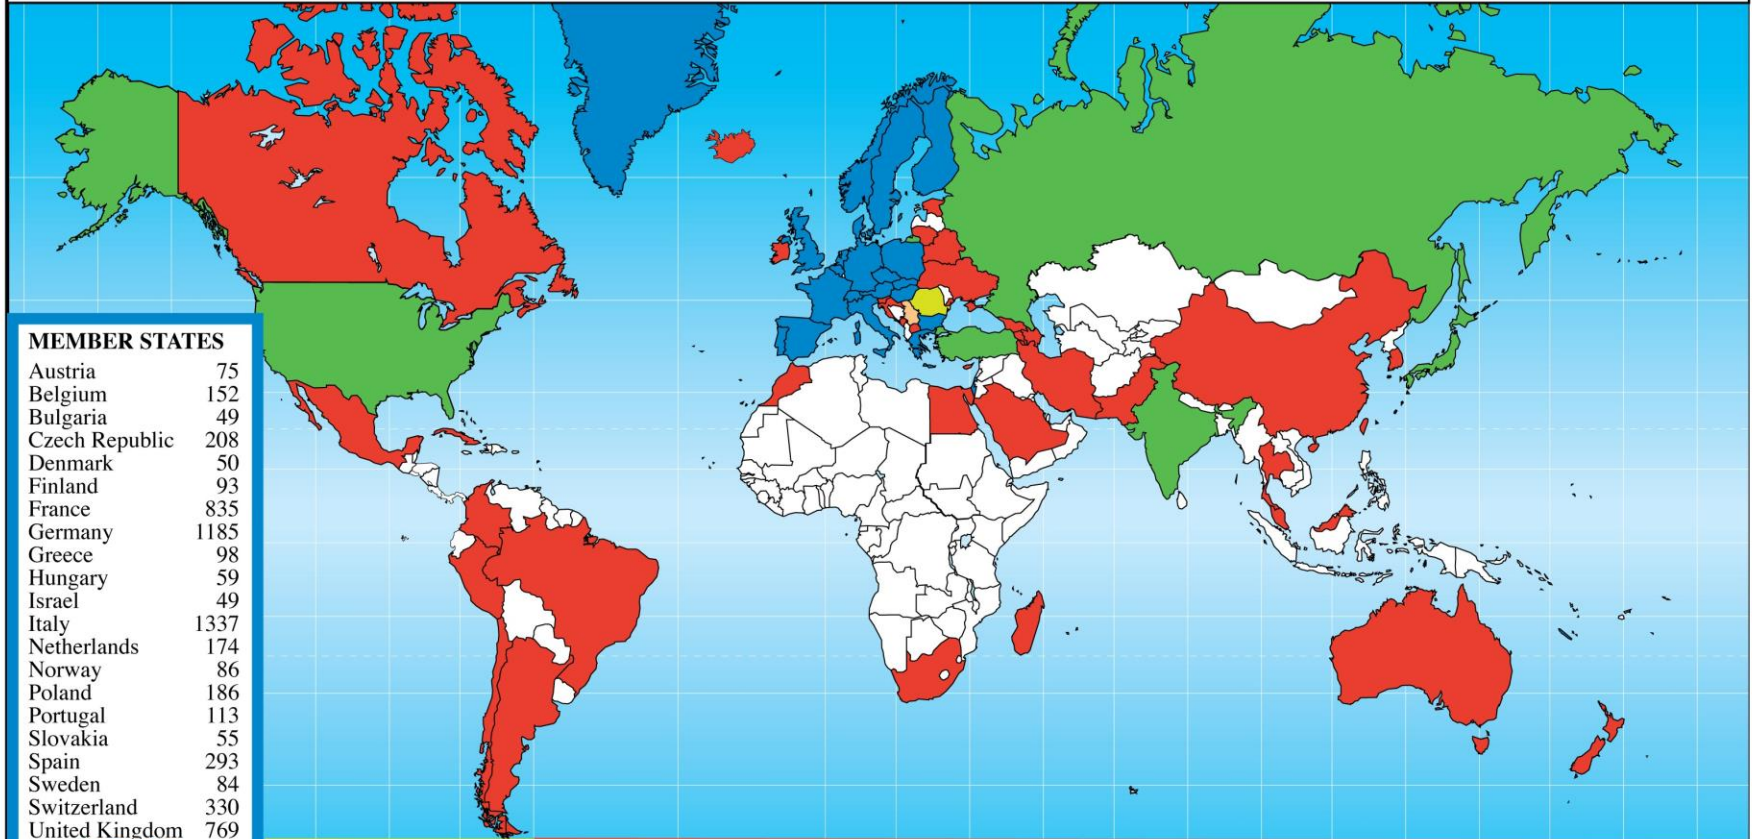 MEMBER STATES
Austria 75
Belgium 152
Bulgaria 49
Czech Republic 208
Denmark 50
Finland 93
France 835
Germany 1185
Greece 98
Hungary 59
Israel 49
Italy 1337
Netherlands 174
Norway 86
Poland 186
Portugal 113
Slovakia 55
Spain 293
Sweden 84
Switzerland 330
United Kingdom 769